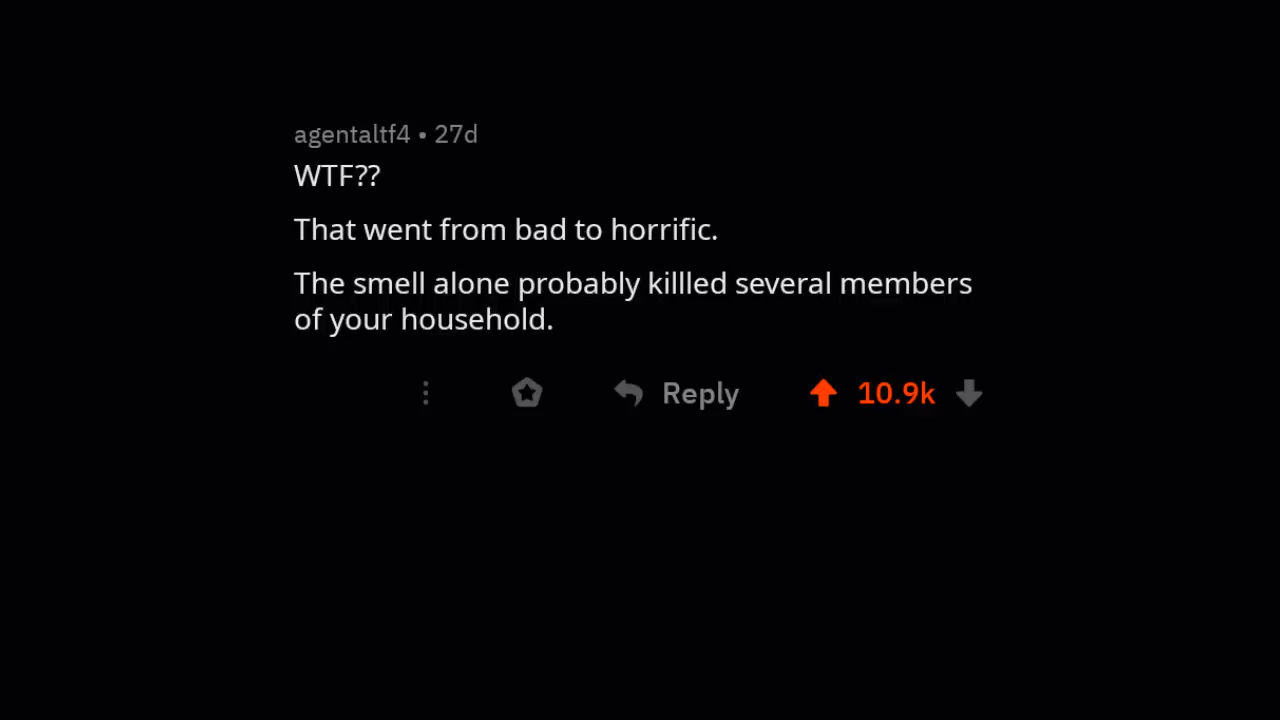 agentaltf4 • 27d
WTF??
That went from bad to horrific.
The smell alone probably killled several members
of your household.
Reply 10.9k